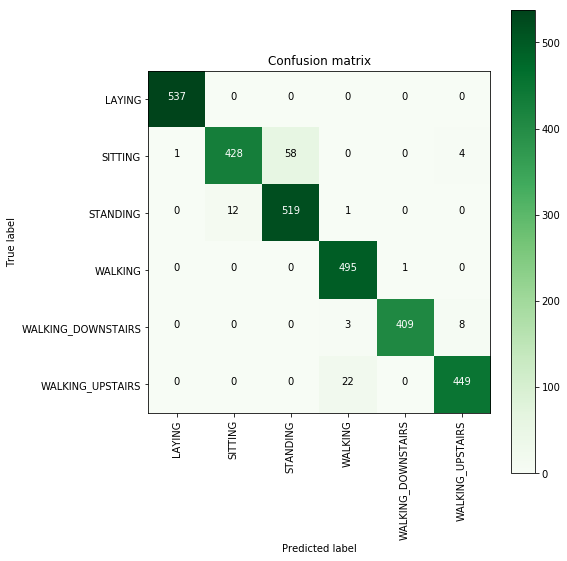 Confusion matrix
True label
LAYING 537 0 0 0 0 0
SITTING 1 428 58 0 0 4
STANDING 0 12 519 1 0 0
WALKING 0 0 0 495 1 0
WALKING_DOWNSTAIRS 0 0 0 3 409 8
WALKING_UPSTAIRS 0 0 0 22 0 449
LAYING
SITTING
STANDING
WALKING
WALKING_DOWNSTAIRS
WALKING_UPSTAIRS
Predicted label
500
400
300
200
100
0